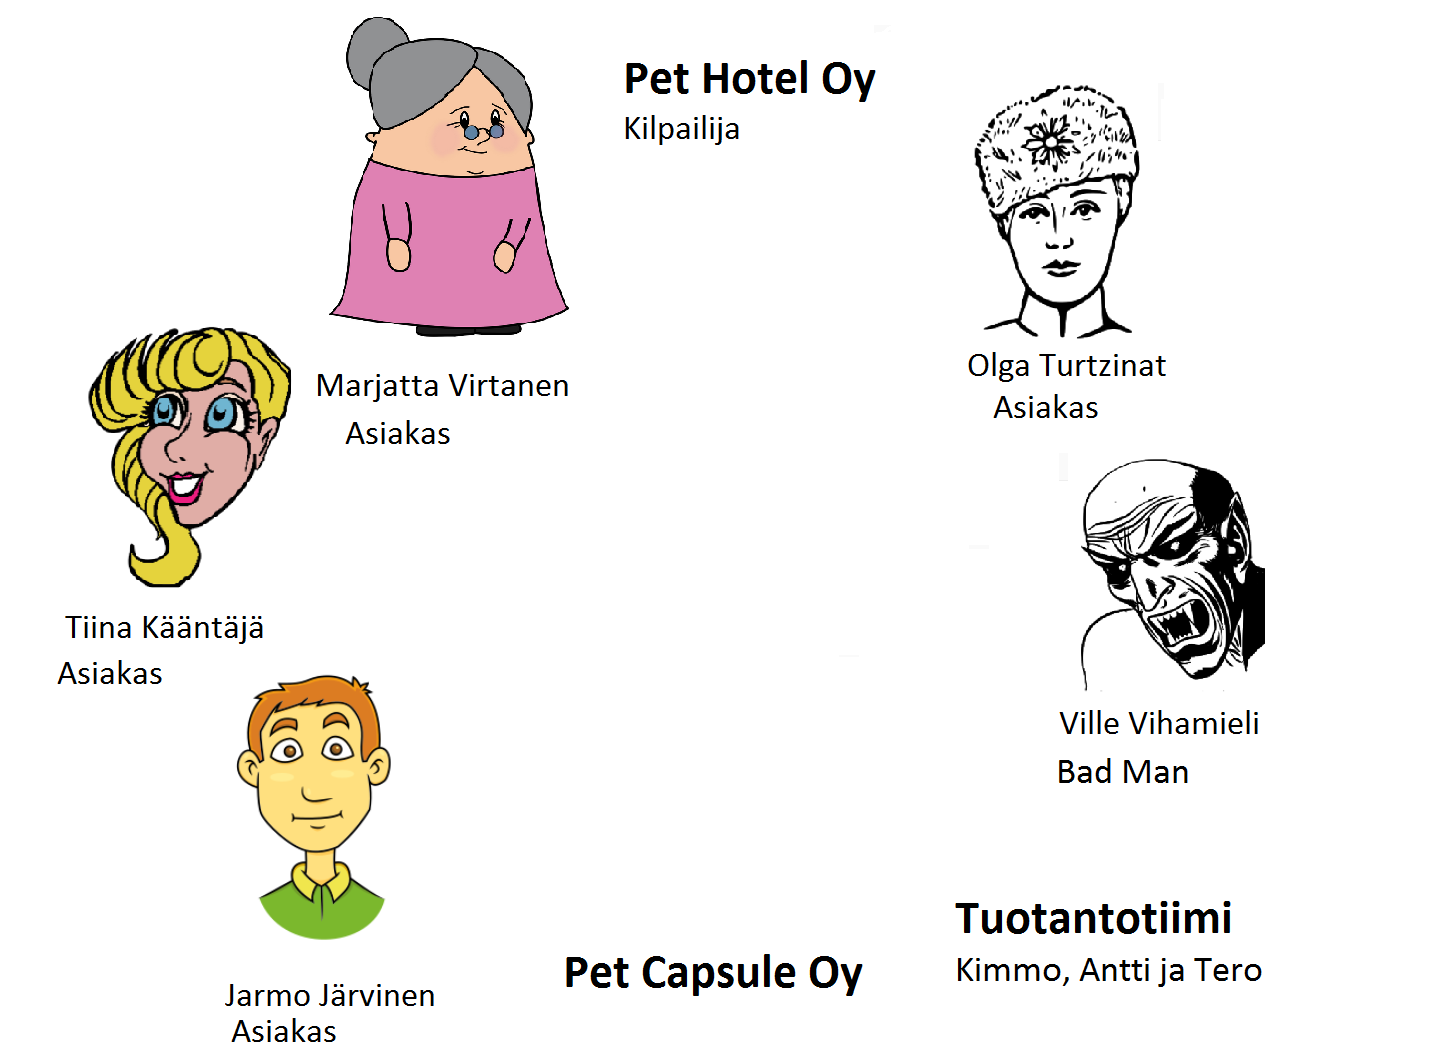 Pet Hotel Oy
Kilpailija
Olga Turtzinat
Asiakas
Marjatta Virtanen
Asiakas
Tiina Kääntäjä
Asiakas
Ville Vihamieli
Bad Man
Jarmo Järvinen
Asiakas
Pet Capsule Oy
Tuotantotiimi
Kimmo, Antti ja Tero